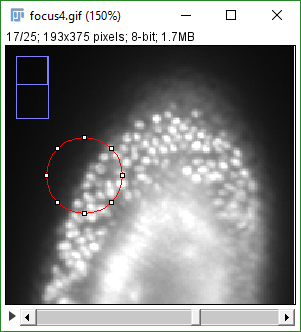 focus4.gif (150%)
17/25; 193x375 pixels; 8-bit; 1.7MB